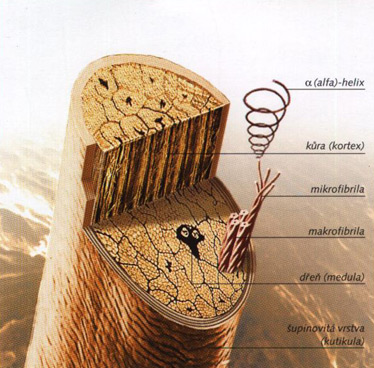 α (alfa)-helix
kůra (kortex)
mikrofibrila
makrofibrila
dřeň (medula)
šupinovitá vrstva
(kutikula)